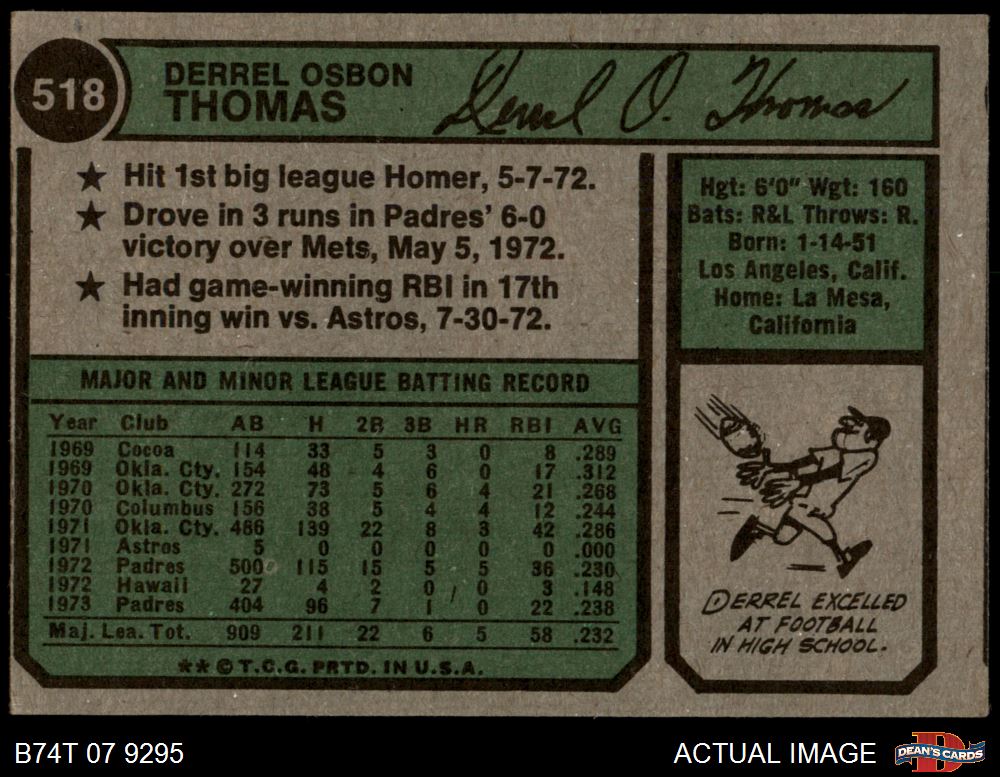 518
DERREL OSBON
THOMAS
Derrel O. Thomas
★ Hit 1st big league Homer, 5-7-72.
★ Drove in 3 runs in Padres' 6-0
victory over Mets, May 5, 1972.
★ Had game-winning RBI in 17th
inning win vs. Astros, 7-30-72.
Hgt: 6'0" Wgt: 160
Bats: R&L Throws: R.
Born: 1-14-51
Los Angeles, Calif.
Home: La Mesa,
California
MAJOR AND MINOR LEAGUE BATTING RECORD
Year Club AB H 2B 3B HR RBI AVG
1969 Cocoa 114 33 5 3 0 8 .289
1969 Okla. Cty. 154 48 4 6 0 17 .312
1970 Okla. Cty. 272 73 5 6 4 21 .268
1970 Columbus 156 38 5 4 4 12 .244
1971 Okla. Cty. 486 139 22 8 3 42 .286
1971 Astros 5 0 0 0 0 0 .000
1972 Padres 500 115 15 5 5 36 .230
1972 Hawaii 27 4 2 0 0 3 .148
1973 Padres 404 96 7 1 0 22 .238
Maj. Lea. Tot. 909 211 22 6 5 58 .232
★★ © T.C.G. PRTD. IN U.S.A.
DERREL EXCELLED
AT FOOTBALL
IN HIGH SCHOOL.
B74T 07 9295
ACTUAL IMAGE
D
DEAN'S CARDS